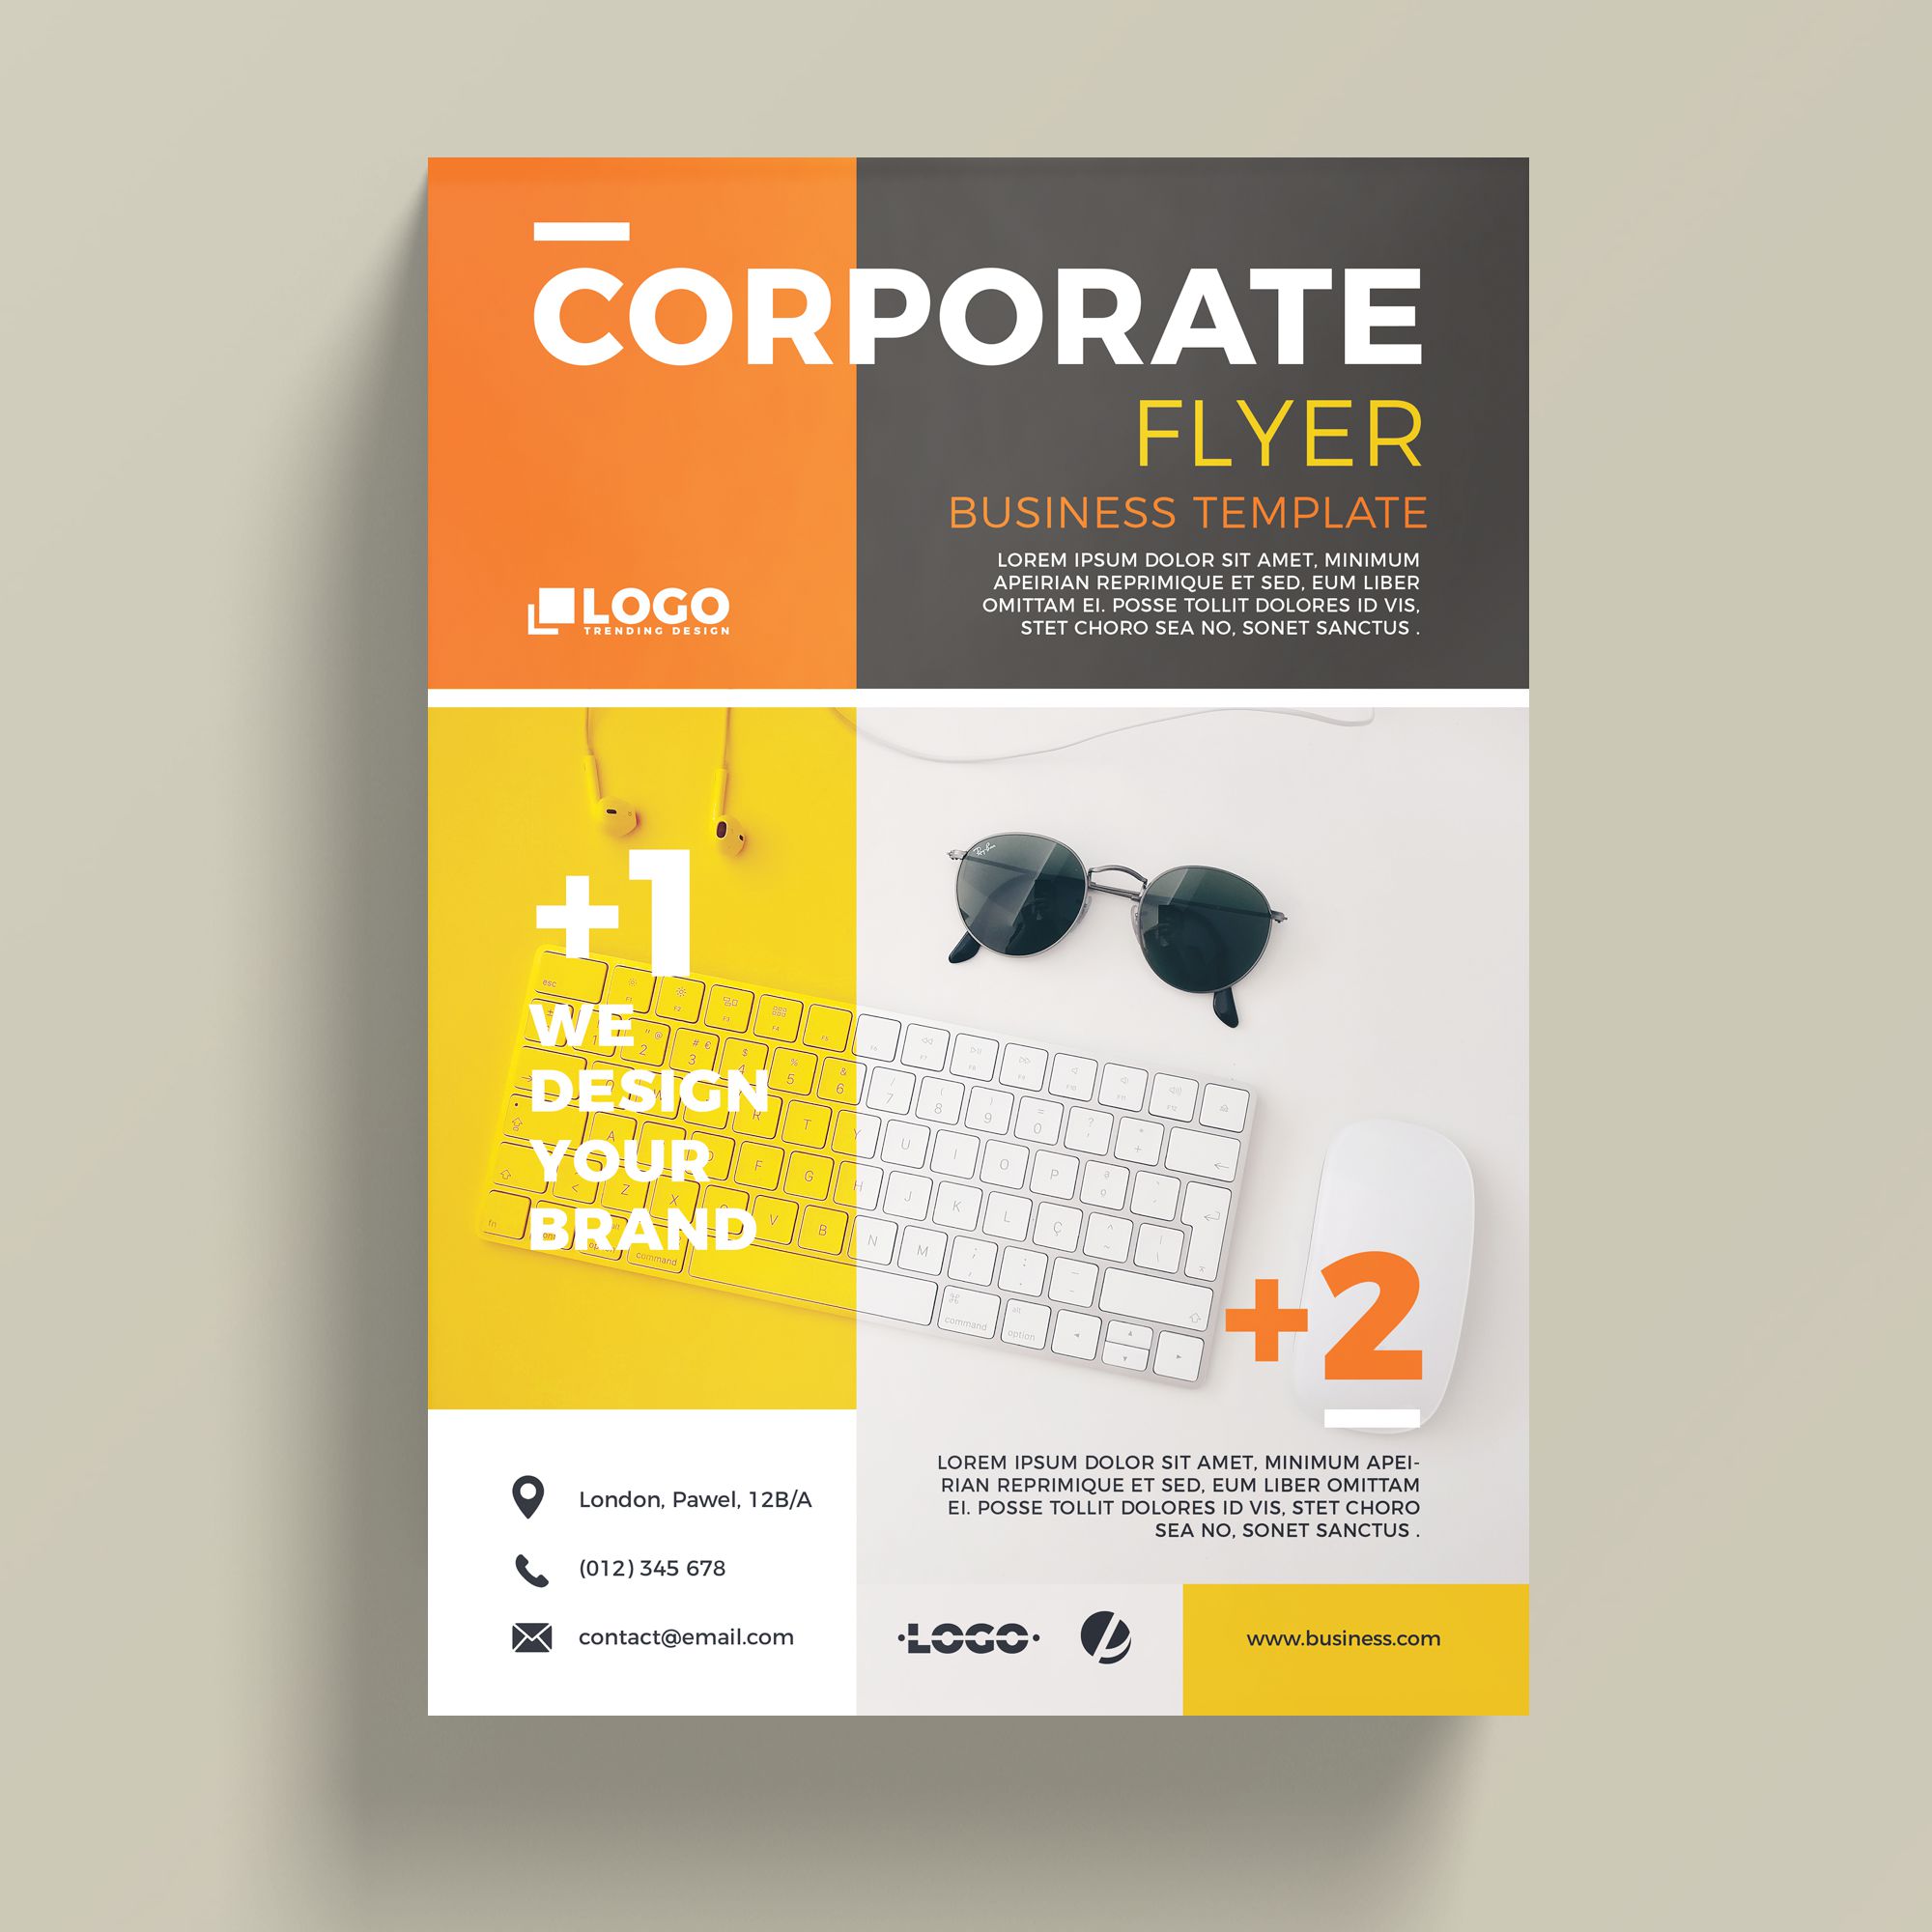 CORPORATE
FLYER
BUSINESS TEMPLATE
LOREM IPSUM DOLOR SIT AMET, MINIMUM
APEIRIAN REPRIMIQUE ET SED, EUM LIBER
OMITTAM EI. POSSE TOLLIT DOLORES ID VIS,
STET CHORO SEA NO, SONET SANCTUS .
LOGO
TRENDING DESIGN
+1
WE
DESIGN
YOUR
BRAND
Ray-Ban
+2
LOREM IPSUM DOLOR SIT AMET, MINIMUM APEI-
RIAN REPRIMIQUE ET SED, EUM LIBER OMITTAM
EI. POSSE TOLLIT DOLORES ID VIS, STET CHORO
SEA NO, SONET SANCTUS .
London, Pawel, 12B/A
(012) 345 678
contact@email.com
LOGO
www.business.com